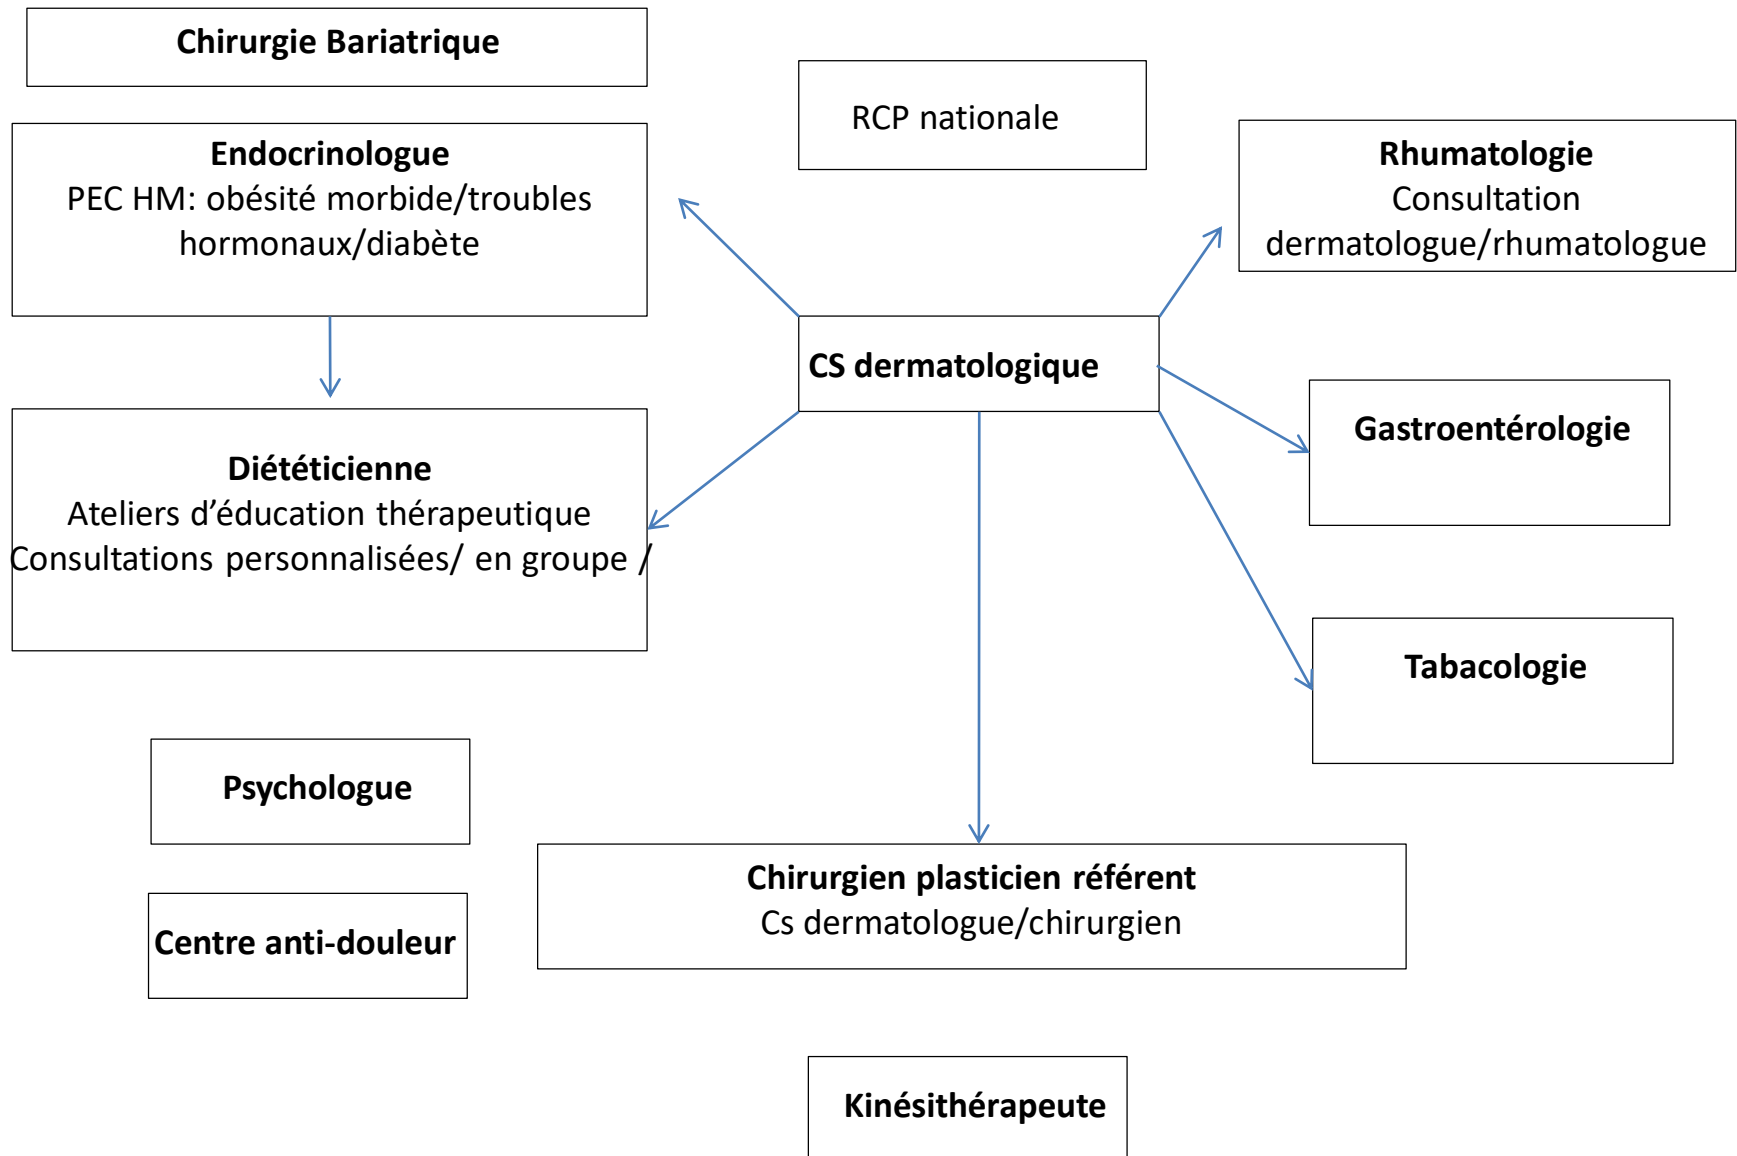 Chirurgie Bariatrique
RCP nationale
Endocrinologue
PEC HM: obésité morbide/troubles
hormonaux/diabète
Rhumatologie
Consultation
dermatologue/rhumatologue
CS dermatologique
Gastroentérologie
Diététicienne
Ateliers d’éducation thérapeutique
Consultations personnalisées/ en groupe /
Tabacologie
Psychologue
Chirurgien plasticien référent
Cs dermatologue/chirurgien
Centre anti-douleur
Kinésithérapeute